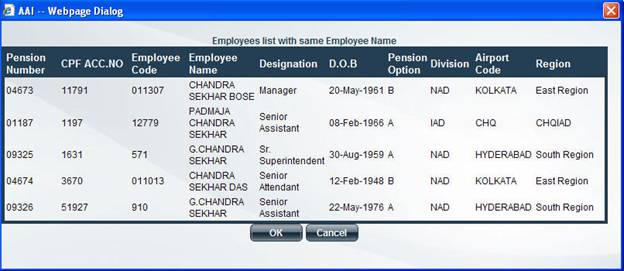 AAI -- Webpage Dialog
Employees list with same Employee Name
Pension Number CPF ACC.NO Employee Code Employee Name Designation D.O.B Pension Option Division Airport Code Region
04673 11791 011307 CHANDRA SEKHAR BOSE Manager 20-May-1961 B NAD KOLKATA East Region
01187 1197 12779 PADMAJA CHANDRA SEKHAR Senior Assistant 08-Feb-1966 A IAD CHQ CHQIAD
09325 1631 571 G.CHANDRA SEKHAR Sr. Superintendent 30-Aug-1959 A NAD HYDERABAD South Region
04674 3670 011013 CHANDRA SEKHAR DAS Senior Attendant 12-Feb-1948 B NAD KOLKATA East Region
09326 51927 910 G.CHANDRA SEKHAR Senior Assistant 22-May-1976 A NAD HYDERABAD South Region
OK Cancel